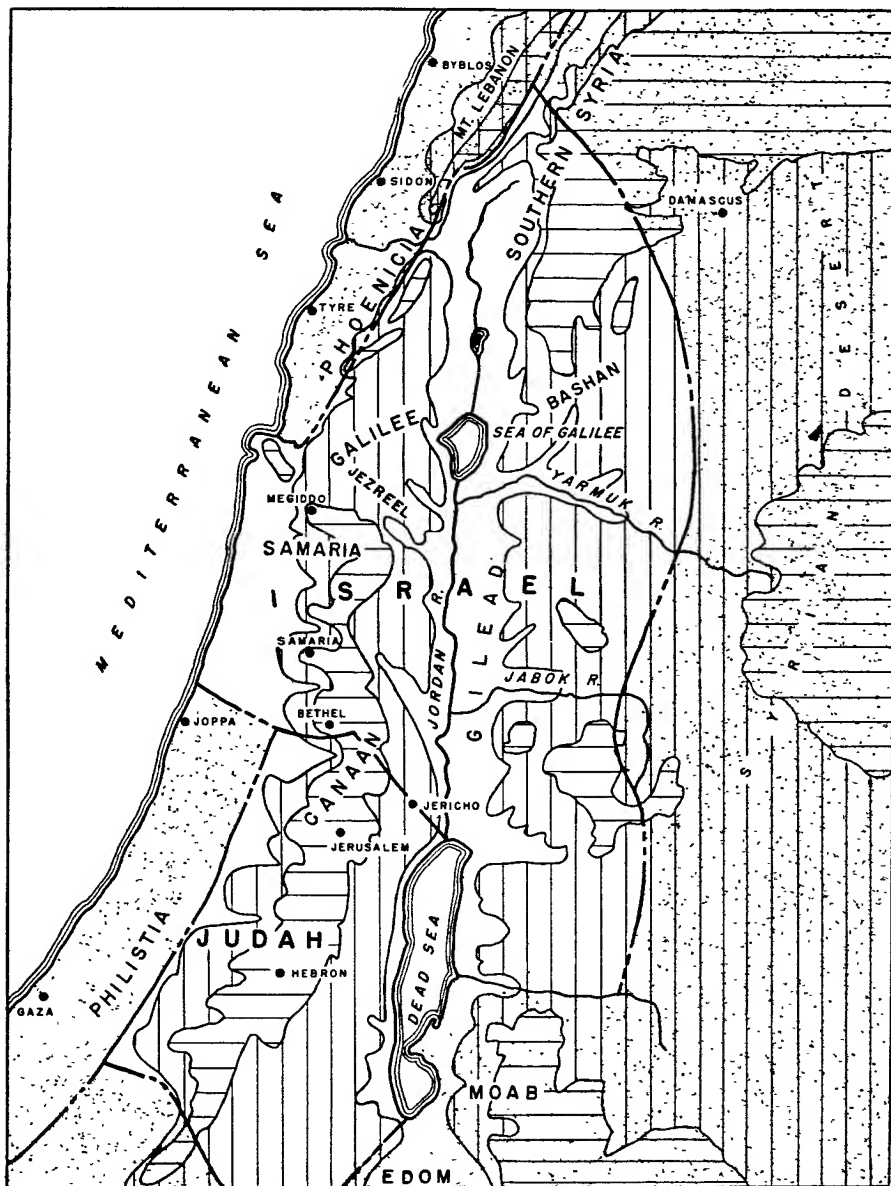 BYBLOS
MT. LEBANON
SOUTHERN SYRIA
SIDON
DAMASCUS
MEDITERRANEAN SEA
PHOENICIA
TYRE
SYRIAN DESERT
BASHAN
GALILEE
SEA OF GALILEE
JEZREEL
YARMUK R.
MEGIDDO
SAMARIA
ISRAEL
GILEAD
SAMARIA
JORDAN R.
JABOK R.
BETHEL
JOPPA
CANAAN
JERICHO
JERUSALEM
JUDAH
PHILISTIA
DEAD SEA
HEBRON
GAZA
MOAB
EDOM